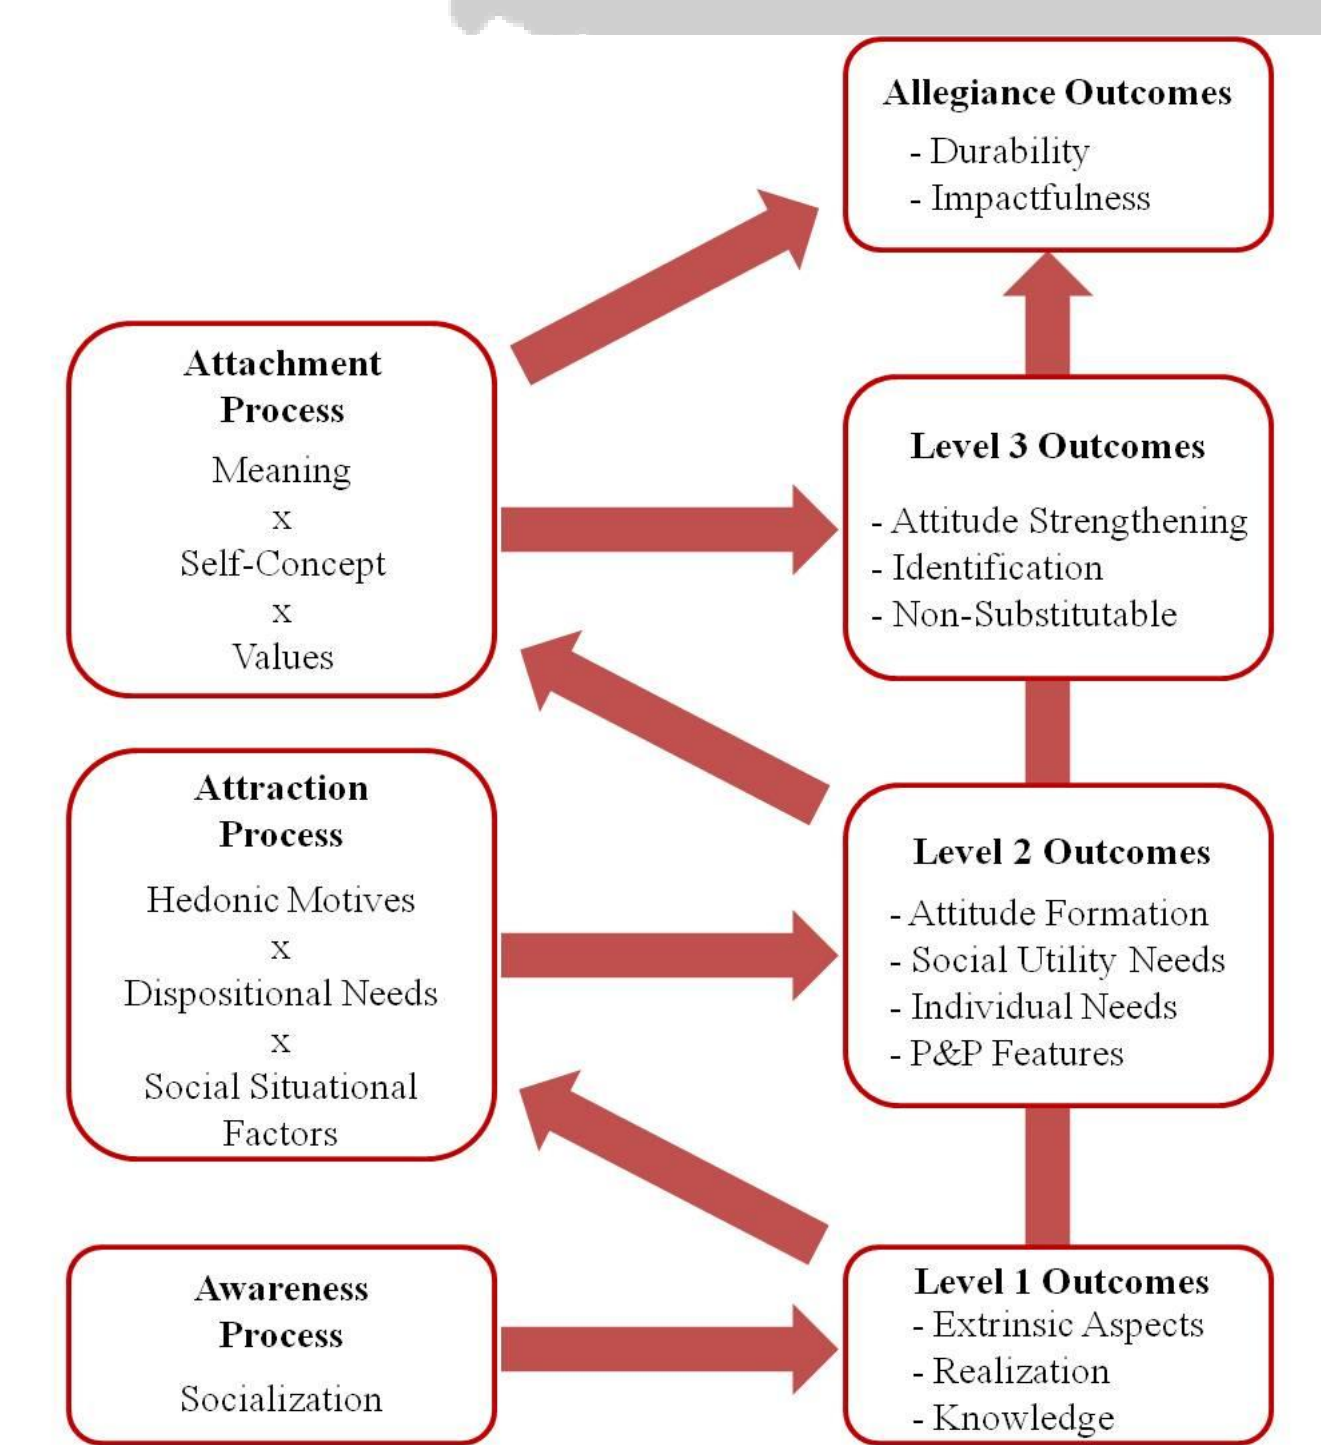 Allegiance Outcomes
- Durability
- Impactfulness
Attachment
Process
Meaning
x
Self-Concept
x
Values
Level 3 Outcomes
- Attitude Strengthening
- Identification
- Non-Substitutable
Attraction
Process
Hedonic Motives
x
Dispositional Needs
x
Social Situational
Factors
Level 2 Outcomes
- Attitude Formation
- Social Utility Needs
- Individual Needs
- P&P Features
Awareness
Process
Socialization
Level 1 Outcomes
- Extrinsic Aspects
- Realization
- Knowledge